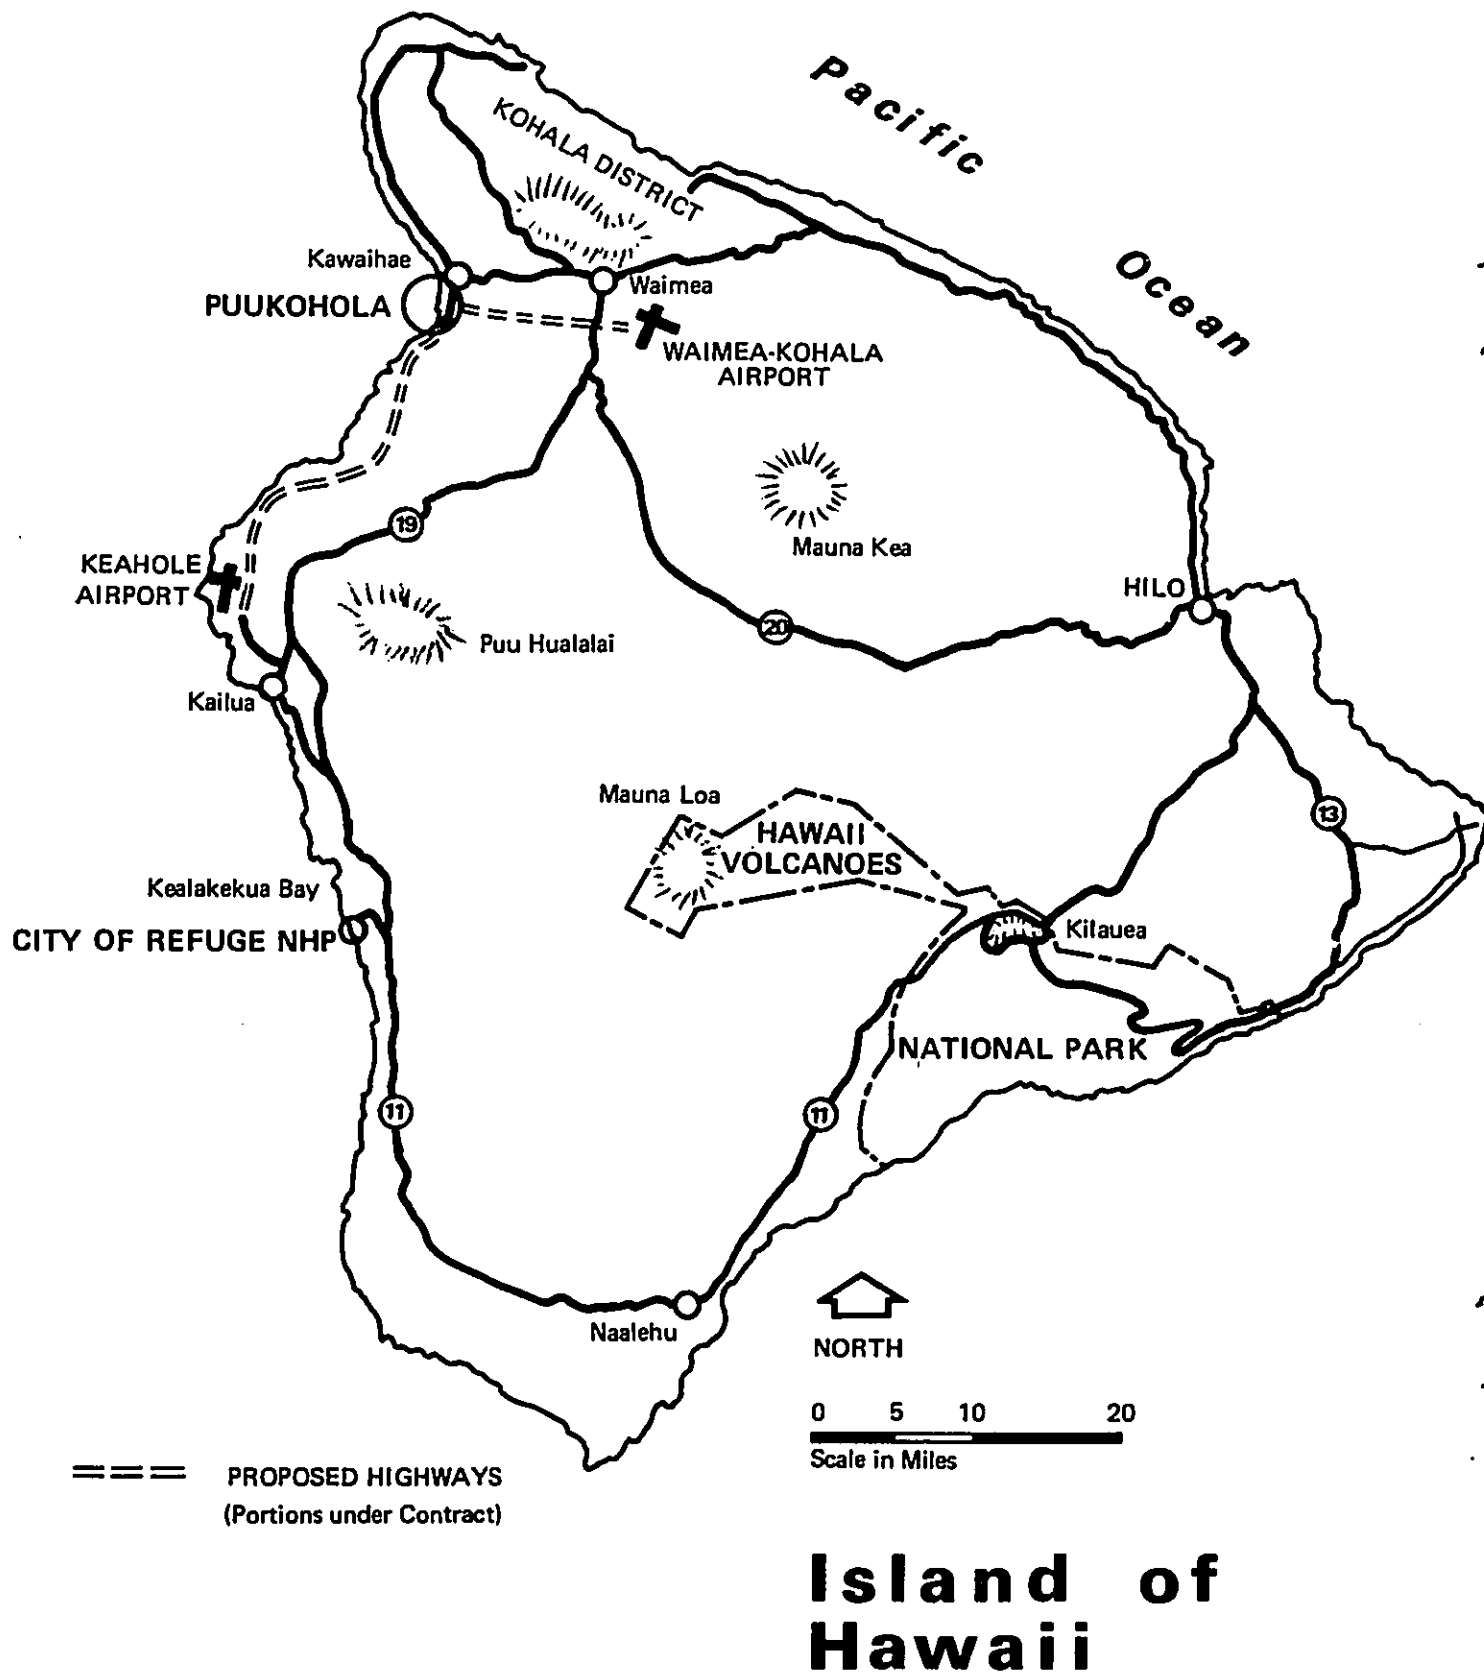 Pacific
Ocean
KOHALA DISTRICT
Kawaihae
Waimea
PUUKOHOLA
WAIMEA-KOHALA
AIRPORT
19
Mauna Kea
KEAHOLE
AIRPORT
HILO
20
Puu Hualalai
Kailua
Mauna Loa
HAWAII
VOLCANOES
13
Kealakekua Bay
CITY OF REFUGE NHP
Kilauea
NATIONAL PARK
11
11
Naalehu
NORTH
0 5 10 20
Scale in Miles
PROPOSED HIGHWAYS
(Portions under Contract)
Island of
Hawaii